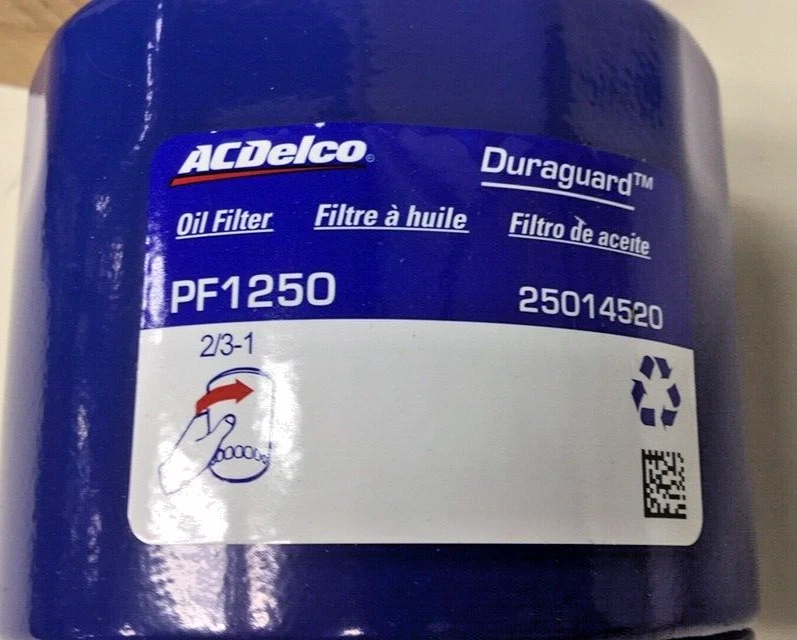 ACDelco® Duraguard™
Oil Filter Filtre à huile Filtro de aceite
PF1250 25014520
2/3-1